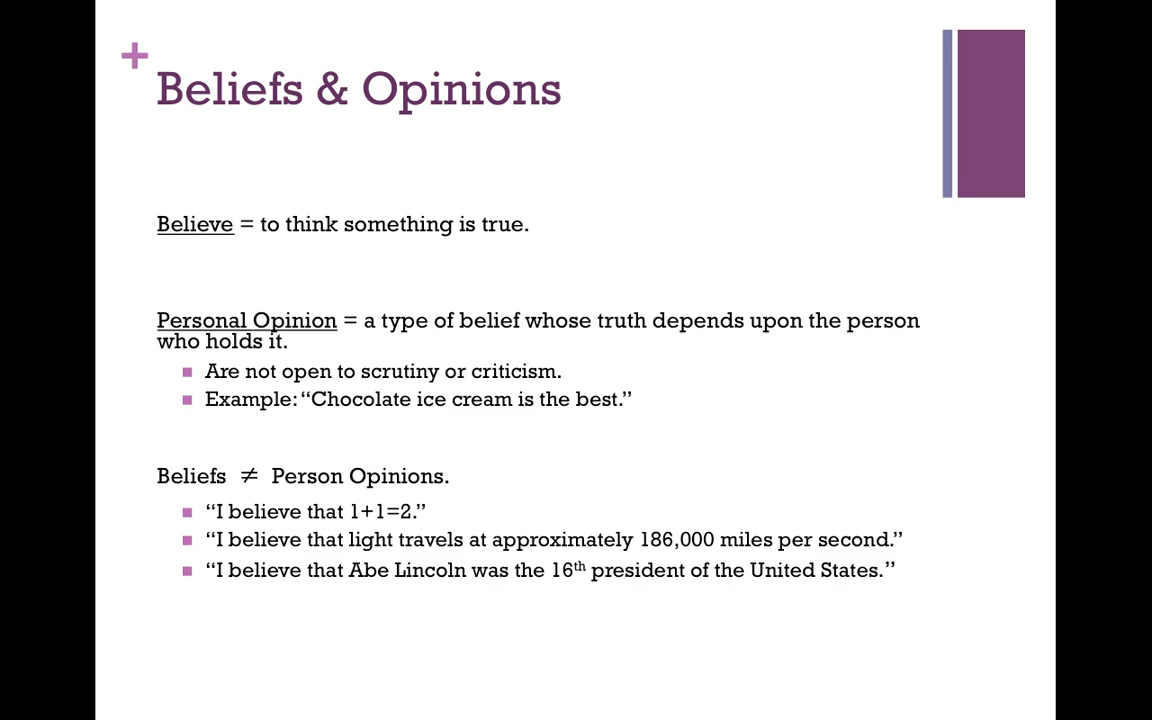 +
Beliefs & Opinions
Believe = to think something is true.
Personal Opinion = a type of belief whose truth depends upon the person
who holds it.
■ Are not open to scrutiny or criticism.
■ Example: “Chocolate ice cream is the best.”
Beliefs ≠ Person Opinions.
■ “I believe that 1+1=2.”
■ “I believe that light travels at approximately 186,000 miles per second.”
■ “I believe that Abe Lincoln was the 16th president of the United States.”